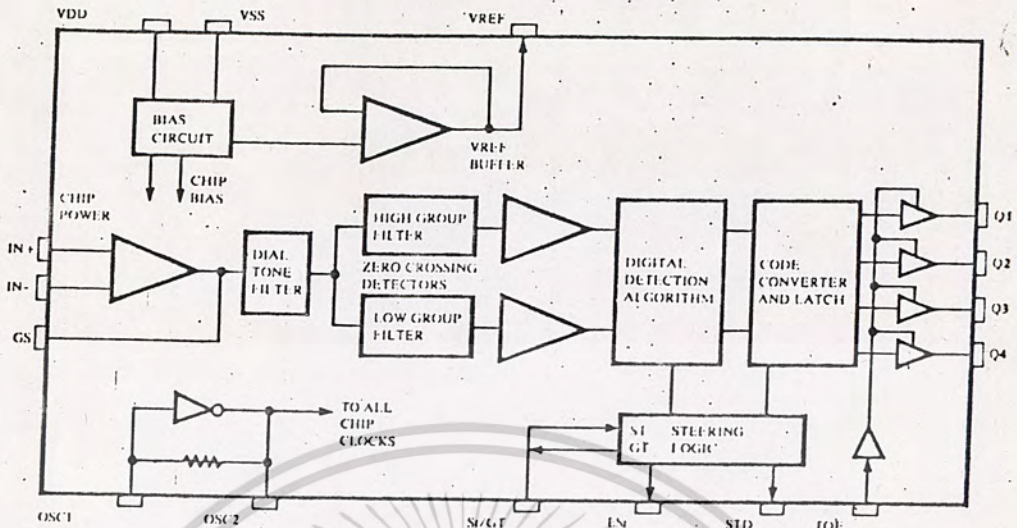 VDD
VSS
VREF
BIAS
CIRCUIT
VREF
BUFFER
CHIP
BIAS
CHIP
POWER
IN+
IN-
GS
DIAL
TONE
FILTER
HIGH GROUP
FILTER
ZERO CROSSING
DETECTORS
LOW GROUP
FILTER
DIGITAL
DETECTION
ALGORITHM
CODE
CONVERTER
AND LATCH
Q1
Q2
Q3
Q4
TO ALL
CHIP
CLOCKS
ST
GT
STEERING
LOGIC
OSC1
OSC2
St/GT
STD